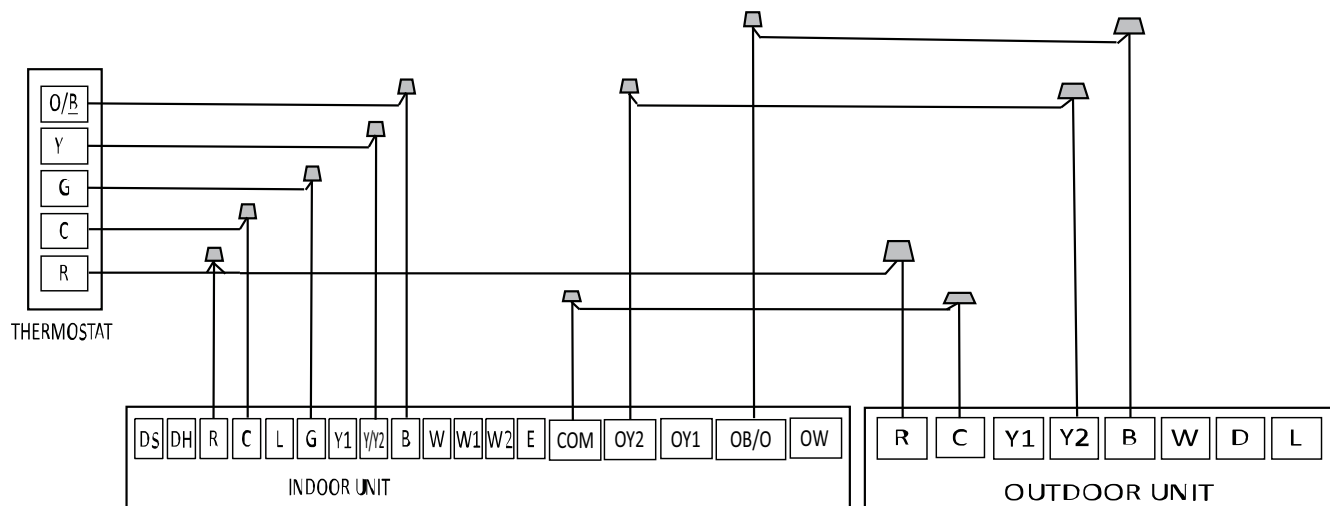 O/B
Y
G
C
R
THERMOSTAT
DS DH R C L G Y1 Y/Y2 B W W1 W2 E COM OY2 OY1 OB/O OW
INDOOR UNIT
R C Y1 Y2 B W D L
OUTDOOR UNIT